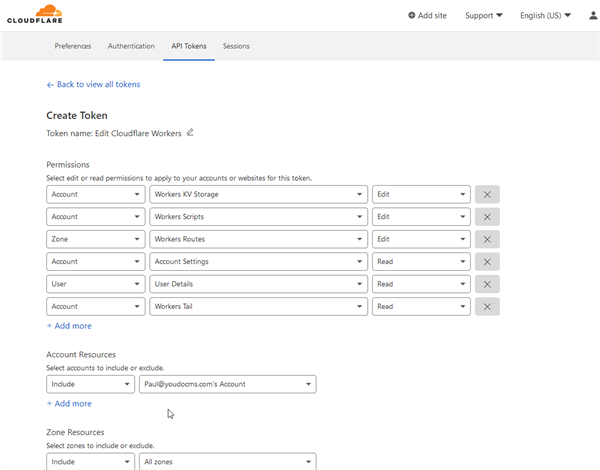 CLOUDFLARE
Add site Support English (US)
Preferences Authentication API Tokens Sessions
← Back to view all tokens
Create Token
Token name: Edit Cloudflare Workers
Permissions
Select edit or read permissions to apply to your accounts or websites for this token.
Account Workers KV Storage Edit
Account Workers Scripts Edit
Zone Workers Routes Edit
Account Account Settings Read
User User Details Read
Account Workers Tail Read
+ Add more
Account Resources
Select accounts to include or exclude.
Include Paul@youdocms.com's Account
+ Add more
Zone Resources
Select zones to include or exclude.
Include All zones